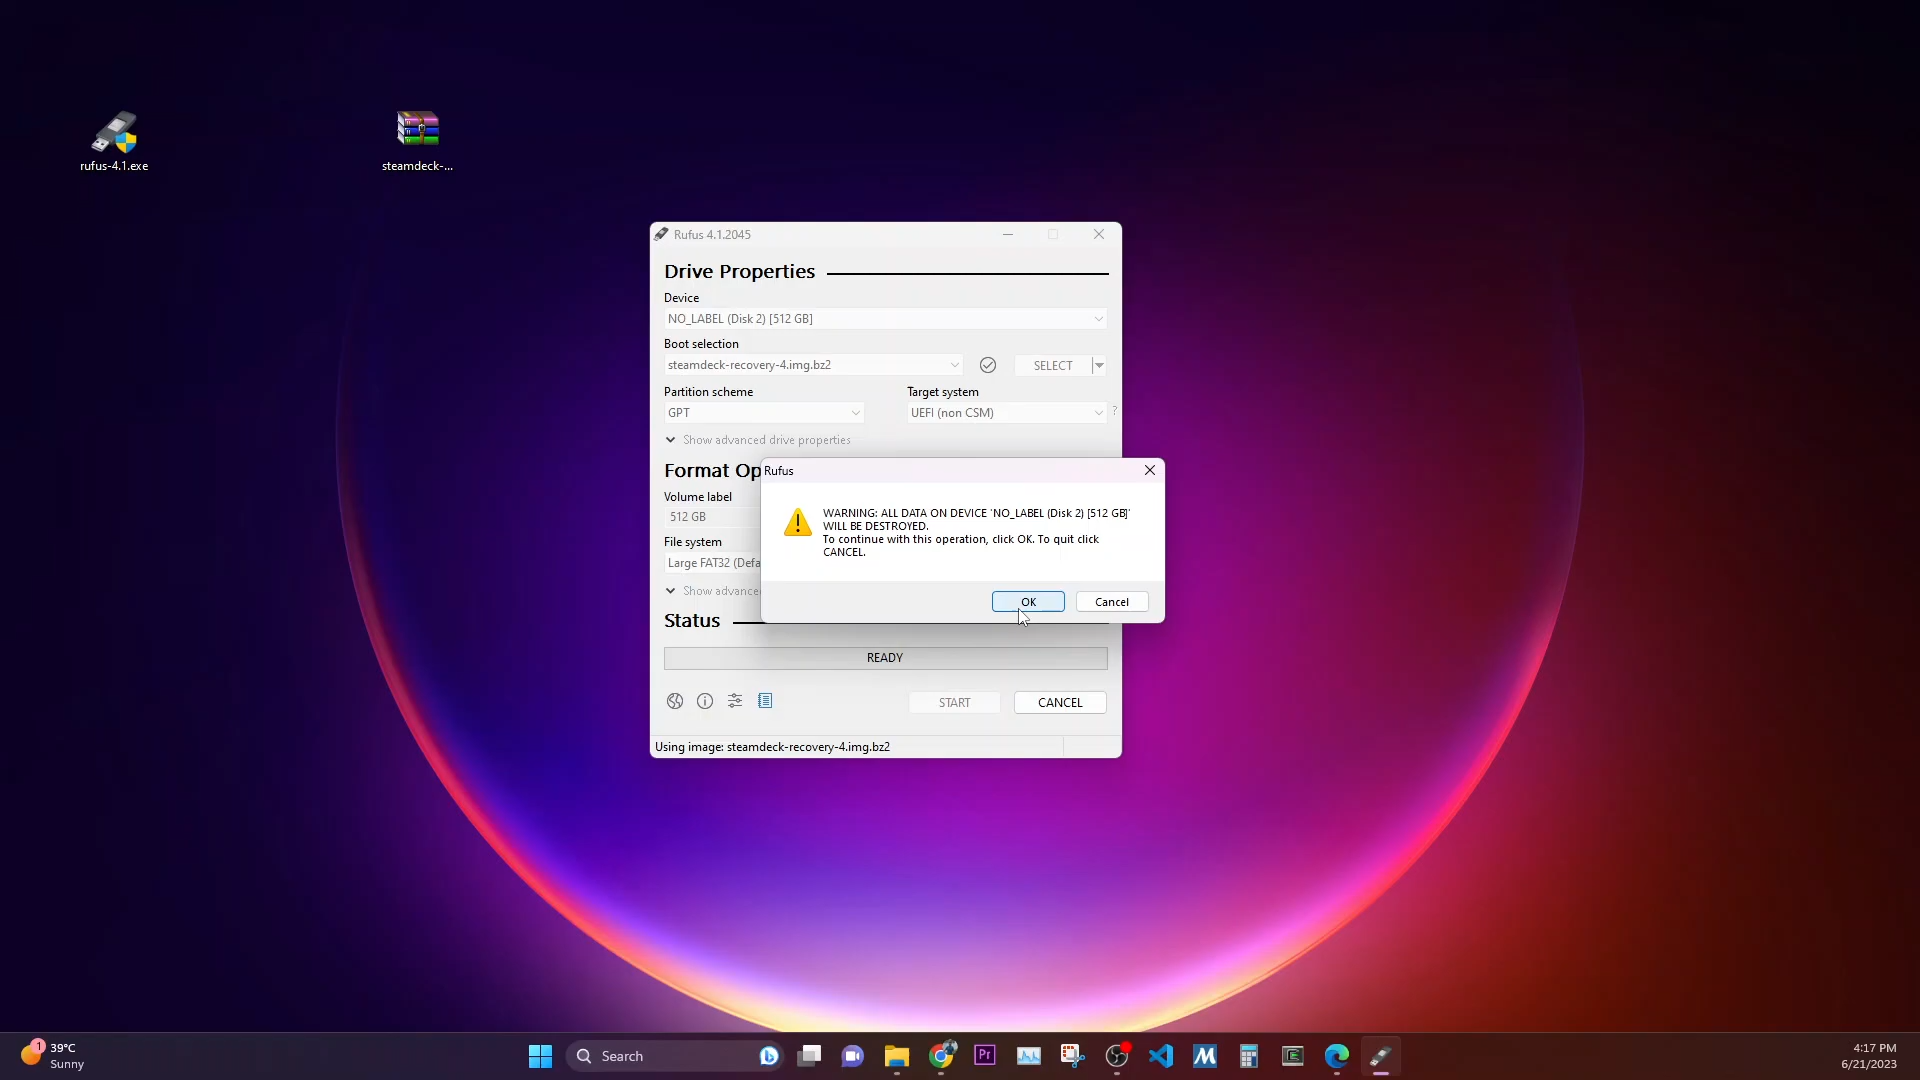 rufus-4.1.exe
steamdeck-...
Rufus 4.1.2045
Drive Properties
Device
NO_LABEL (Disk 2) [512 GB]
Boot selection
steamdeck-recovery-4.img.bz2
SELECT
Partition scheme
Target system
GPT
UEFI (non CSM)
?
Show advanced drive properties
Format Op
Volume label
512 GB
File system
Large FAT32 (Defa
Show advance
Rufus
WARNING: ALL DATA ON DEVICE 'NO_LABEL (Disk 2) [512 GB]'
WILL BE DESTROYED.
To continue with this operation, click OK. To quit click
CANCEL.
OK
Cancel
Status
READY
START
CANCEL
Using image: steamdeck-recovery-4.img.bz2
1
39°C
Sunny
Search
Pr
4:17 PM
6/21/2023